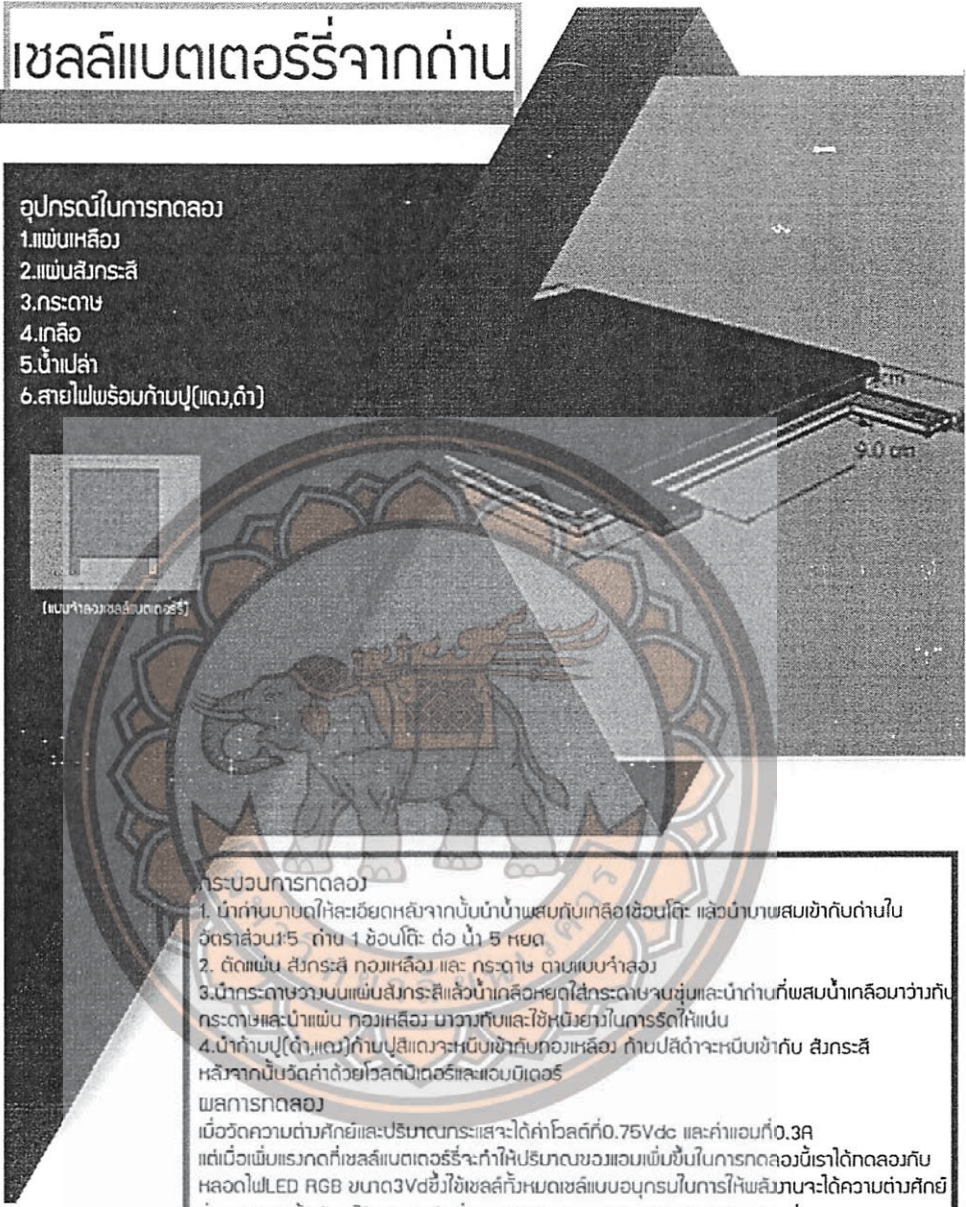 เซลล์แบตเตอร์รี่จากถ่าน
อุปกรณ์ในการทดลอง
1.แผ่นเหลือง
2.แผ่นสังกระสี
3.กระดาษ
4.เกลือ
5.น้ำเปล่า
6.สายไฟพร้อมก้ามปู(แดง,ดำ)
cm
9.0 cm
(แบบจำลองเซลล์แบตเตอร์รี่)
กระบวนการทดลอง
1. นำถ่านมาบดให้ละเอียดหลังจากนั้นนำน้ำผสมกับเกลือ1ช้อนโต๊ะ แล้วนำมาผสมเข้ากับถ่านใน
อัตราส่วน1:5 ถ่าน 1 ช้อนโต๊ะ ต่อ น้ำ 5 หยด
2. ตัดแผ่น สังกระสี ทองเหลือง และ กระดาษ ตามแบบจำลอง
3.นำกระดาษวางบนแผ่นสังกระสีแล้วน้ำเกลือหยดใส่กระดาษจนชุ่มและนำถ่านที่ผสมน้ำเกลือมาว่างทับ
กระดาษและนำแผ่น ทองเหลือง มาวางทับและใช้หนังยางในการรัดให้แน่น
4.นำก้ามปู(ดำ,แดง)ก้ามปูสีแดงจะหนีบเข้ากับทองเหลือง ก้ามปสีดำจะหนีบเข้ากับ สังกระสี
หลังจากนั้นวัดค่าด้วยโวลต์มิเตอร์และแอมมิเตอร์
ผลการทดลอง
เมื่อวัดความต่างศักย์และปริมาณกระแสจะได้ค่าโวลต์ที่0.75Vdc และค่าแอมที่0.3A
แต่เมื่อเพิ่มแรงกดที่เซลล์แบตเตอร์รี่จะทำให้ปริมาณของแอมเพิ่มขึ้นในการทดลองนี้เราได้ทดลองกับ
หลอดไฟLED RGB ขนาด3Vdซึ่งใช้เซลล์ทั้งหมดเซล์แบบอนุกรมในการให้พลังงานจะได้ความต่างศักย์